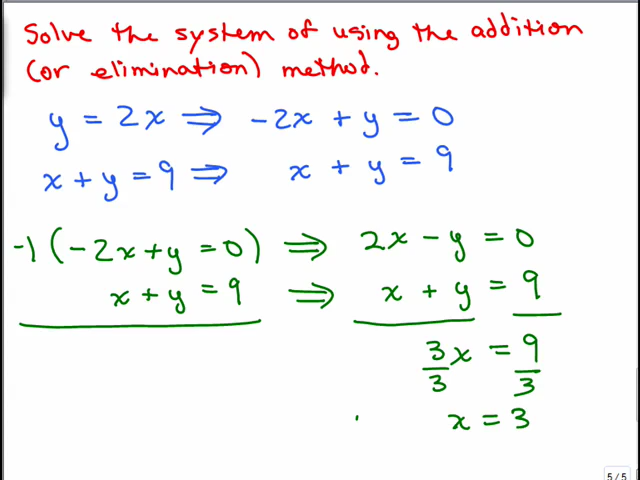 Solve the system of using the addition
(or elimination) method.
y = 2x ⇒ -2x + y = 0
x + y = 9 ⇒ x + y = 9
-1 ( -2x + y = 0 ) ⇒ 2x - y = 0
x + y = 9 ⇒ x + y = 9
3/3 x = 9/3
x = 3
5 / 5